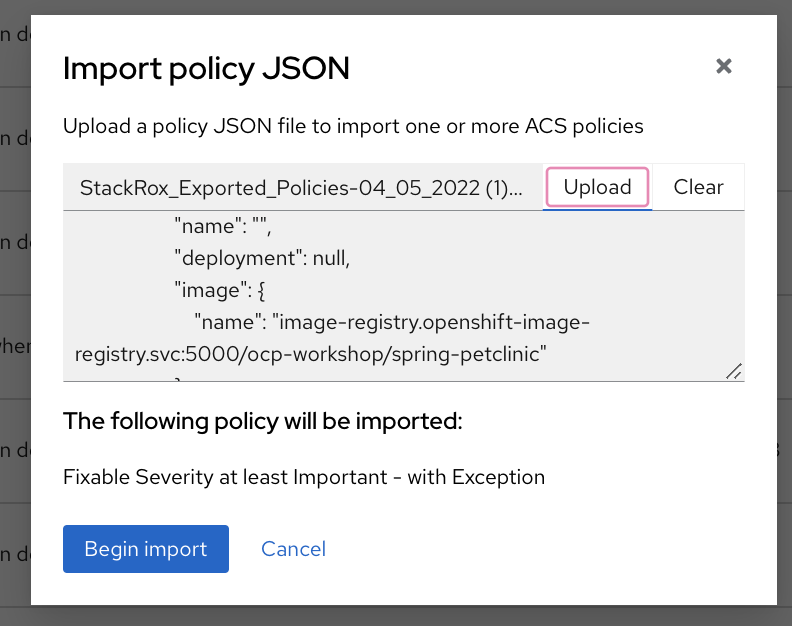 Import policy JSON
Upload a policy JSON file to import one or more ACS policies
StackRox_Exported_Policies-04_05_2022 (1)...
Upload
Clear
"name": "",
"deployment": null,
"image": {
"name": "image-registry.openshift-image-
registry.svc:5000/ocp-workshop/spring-petclinic"
The following policy will be imported:
Fixable Severity at least Important - with Exception
Begin import
Cancel